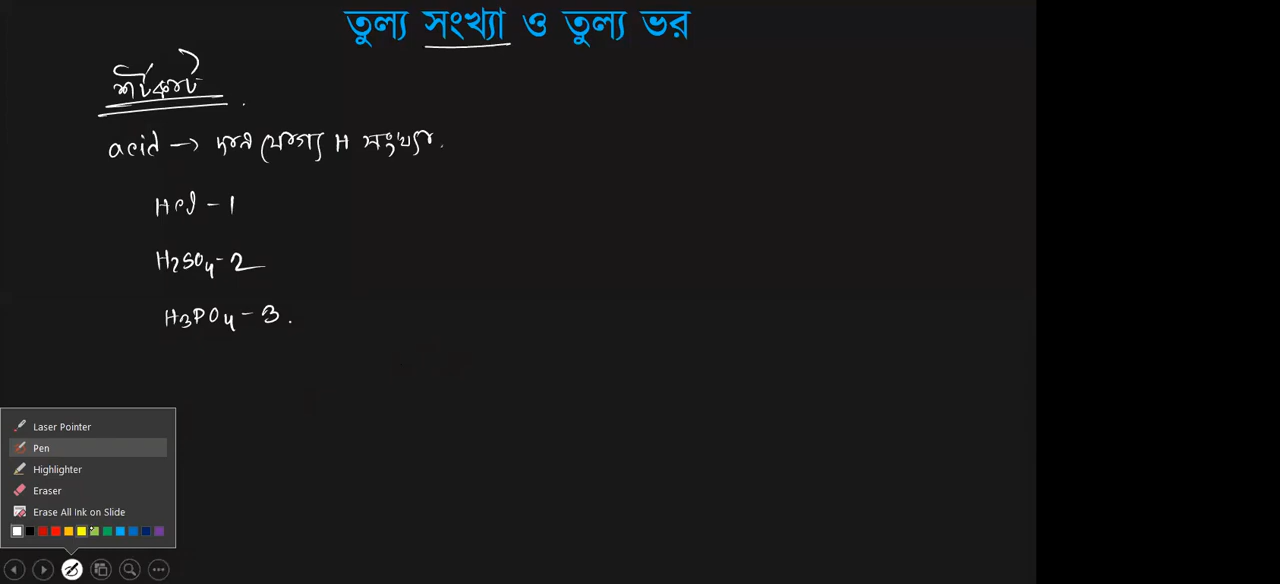 তুল্য সংখ্যা ও তুল্য ভর
শর্টকাট
acid → দান যোগ্য H সংখ্যা.
HCl - 1
H2SO4 - 2
H3PO4 - 3.
Laser Pointer
Pen
Highlighter
Eraser
Erase All Ink on Slide